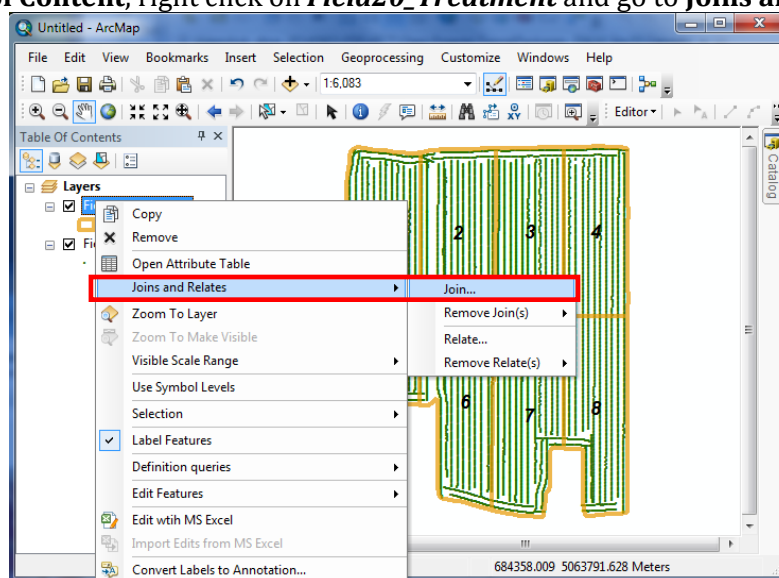 of Content, right click on Field20_Treatment and go to Joins a
Untitled - ArcMap
File Edit View Bookmarks Insert Selection Geoprocessing Customize Windows Help
1:6,083
Editor
Table Of Contents
Layers
Fi
Fi
Copy
Remove
Open Attribute Table
Joins and Relates
Zoom To Layer
Zoom To Make Visible
Visible Scale Range
Use Symbol Levels
Selection
Label Features
Definition queries
Edit Features
Edit wtih MS Excel
Import Edits from MS Excel
Convert Labels to Annotation...
Join...
Remove Join(s)
Relate...
Remove Relate(s)
2
3
4
6
7
8
Catalog
684358.009 5063791.628 Meters